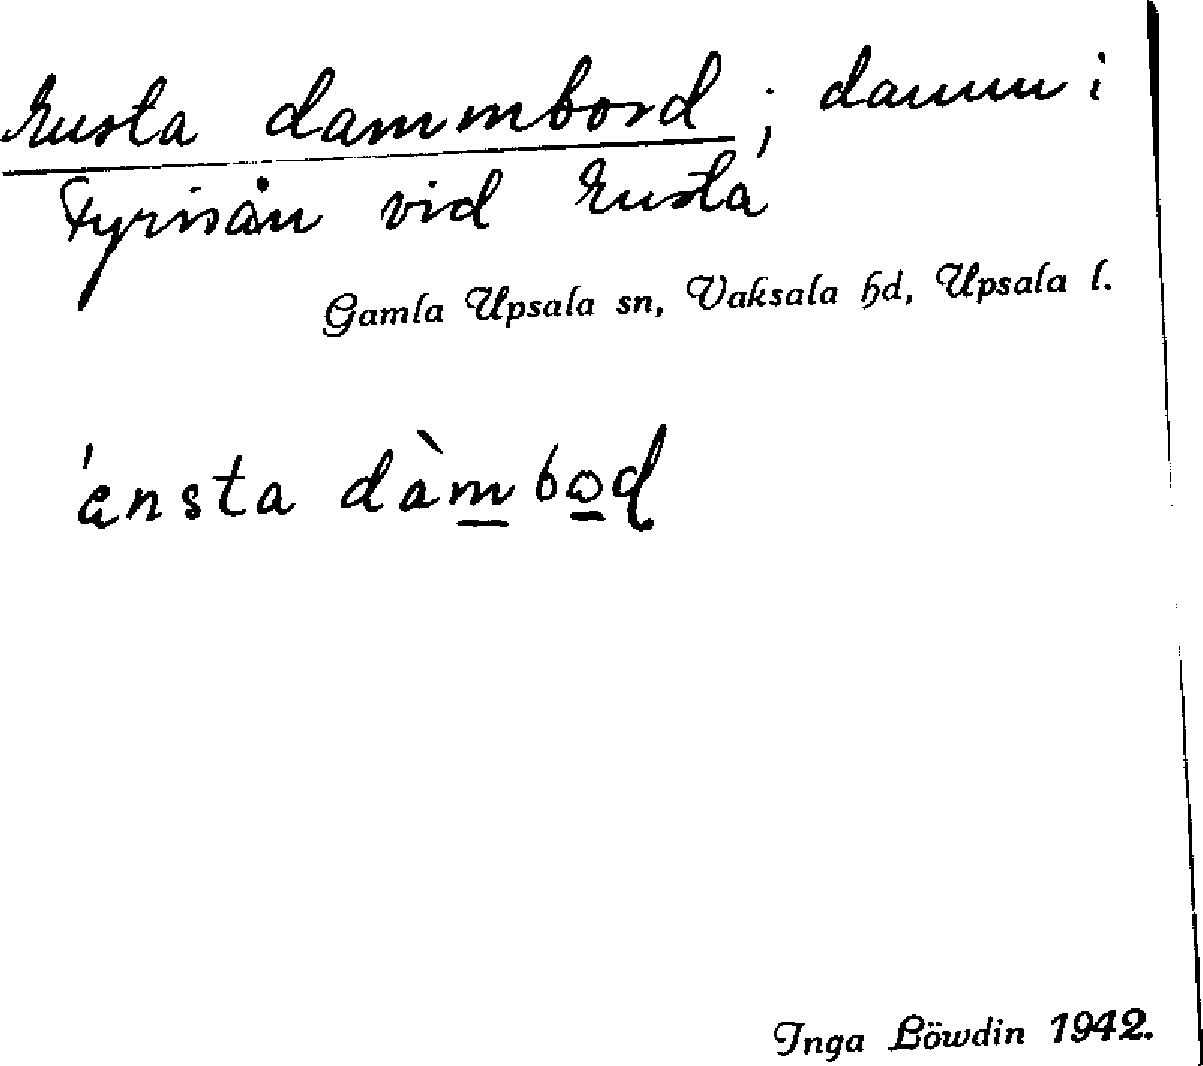 Ensta dammbord; damm i
Fyrisån vid Ensta
Gamla Upsala sn, Vaksala hd, Upsala l.
ensta dàmbod
Inga Löwdin 1942.